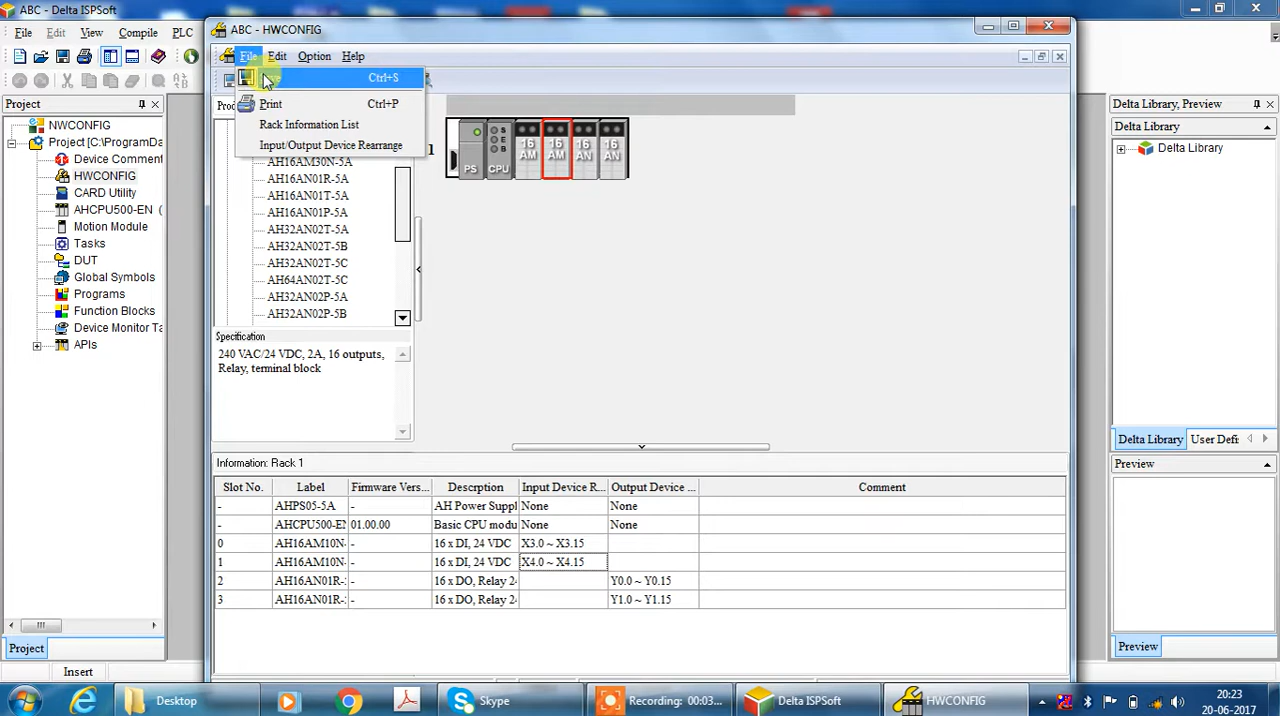 ABC - Delta ISPSoft
File Edit View Compile PLC
Project
NWCONFIG
Project [C:\ProgramDa
Device Comment
HWCONFIG
CARD Utility
AHCPU500-EN (
Motion Module
Tasks
DUT
Global Symbols
Programs
Function Blocks
Device Monitor Ta
APIs
Project
Insert
ABC - HWCONFIG
File Edit Option Help
Ctrl+S
Print Ctrl+P
Rack Information List
Input/Output Device Rearrange
AH16AM30N-5A
AH16AN01R-5A
AH16AN01T-5A
AH16AN01P-5A
AH32AN02T-5A
AH32AN02T-5B
AH32AN02T-5C
AH64AN02T-5C
AH32AN02P-5A
AH32AN02P-5B
Specification
240 VAC/24 VDC, 2A, 16 outputs,
Relay, terminal block
1 PS CPU 16 AM 16 AM 16 AN 16 AN
S
E
B
Information: Rack 1
Slot No. Label Firmware Vers... Descrption Input Device R... Output Device ... Comment
- AHPS05-5A AH Power Suppl None None
- AHCPU500-EN 01.00.00 Basic CPU modu None None
0 AH16AM10N- - 16 x DI, 24 VDC X3.0 ~ X3.15
1 AH16AM10N- - 16 x DI, 24 VDC X4.0 ~ X4.15
2 AH16AN01R- - 16 x DO, Relay 2 Y0.0 ~ Y0.15
3 AH16AN01R- - 16 x DO, Relay 2 Y1.0 ~ Y1.15
Delta Library, Preview
Delta Library
Delta Library
Delta Library User Defi
Preview
Preview
Desktop Skype Recording: 00:03... Delta ISPSoft HWCONFIG
20:23
20-06-2017